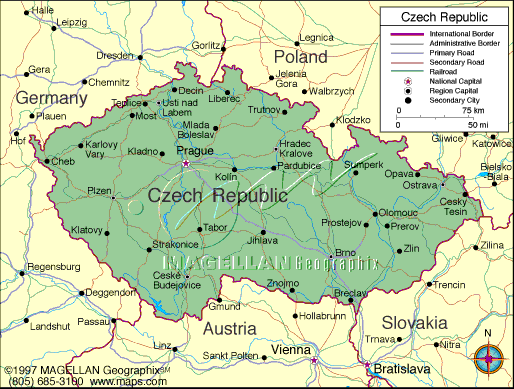 Czech Republic
International Border
Administrative Border
Primary Road
Secondary Road
Railroad
National Capital
Region Capital
Secondary City
75 km
0
50 mi
Halle
Leipzig
Dresden
Gorlitz
Legnica
Poland
Gera
Chemnitz
Germany
Jelenia
Gora
Walbrzych
Plauen
Hof
Klodzko
Gliwice
Katowice
Bielsko
Biala
Decin
Teplice
Usti nad
Labem
Liberec
Most
Trutnov
Mlada
Boleslav
Karlovy
Vary
Cheb
Kladno
Prague
Hradec
Kralove
Pardubice
Kolin
Sumperk
Opava
Ostrava
Cesky
Tesin
Plzen
Czech Republic
Olomouc
Prerov
Prostejov
Klatovy
Tabor
Jihlava
Strakonice
Brno
Zlin
Zilina
MAGELLAN Geographix
Ceske
Budejovice
Znojmo
Breclav
Trencin
Regensburg
Deggendorf
Gmund
Hollabrunn
Landshut
Passau
Austria
Slovakia
Linz
Sankt Polten
Vienna
Trnava
Nitra
Bratislava
©1997 MAGELLAN Geographix℠
(805) 685-3100 www.maps.com